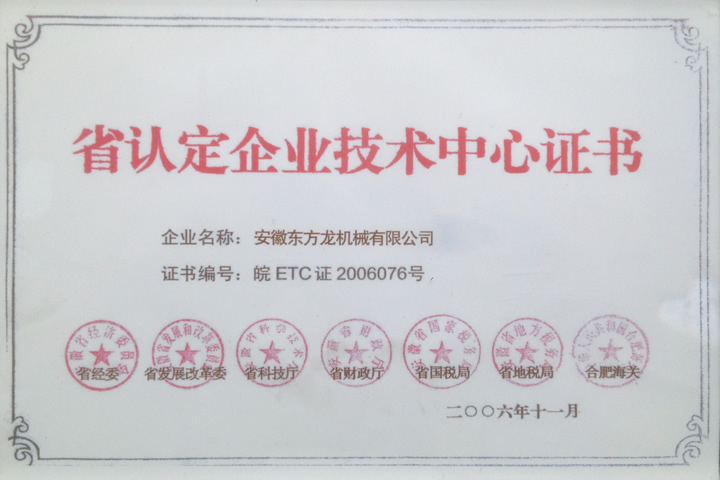 省认定企业技术中心证书
企业名称：安徽东方龙机械有限公司
证书编号：皖 ETC 证 2006076号
省经委 省发展改革委 省科技厅 省财政厅 省国税局 省地税局 合肥海关
二〇〇六年十一月